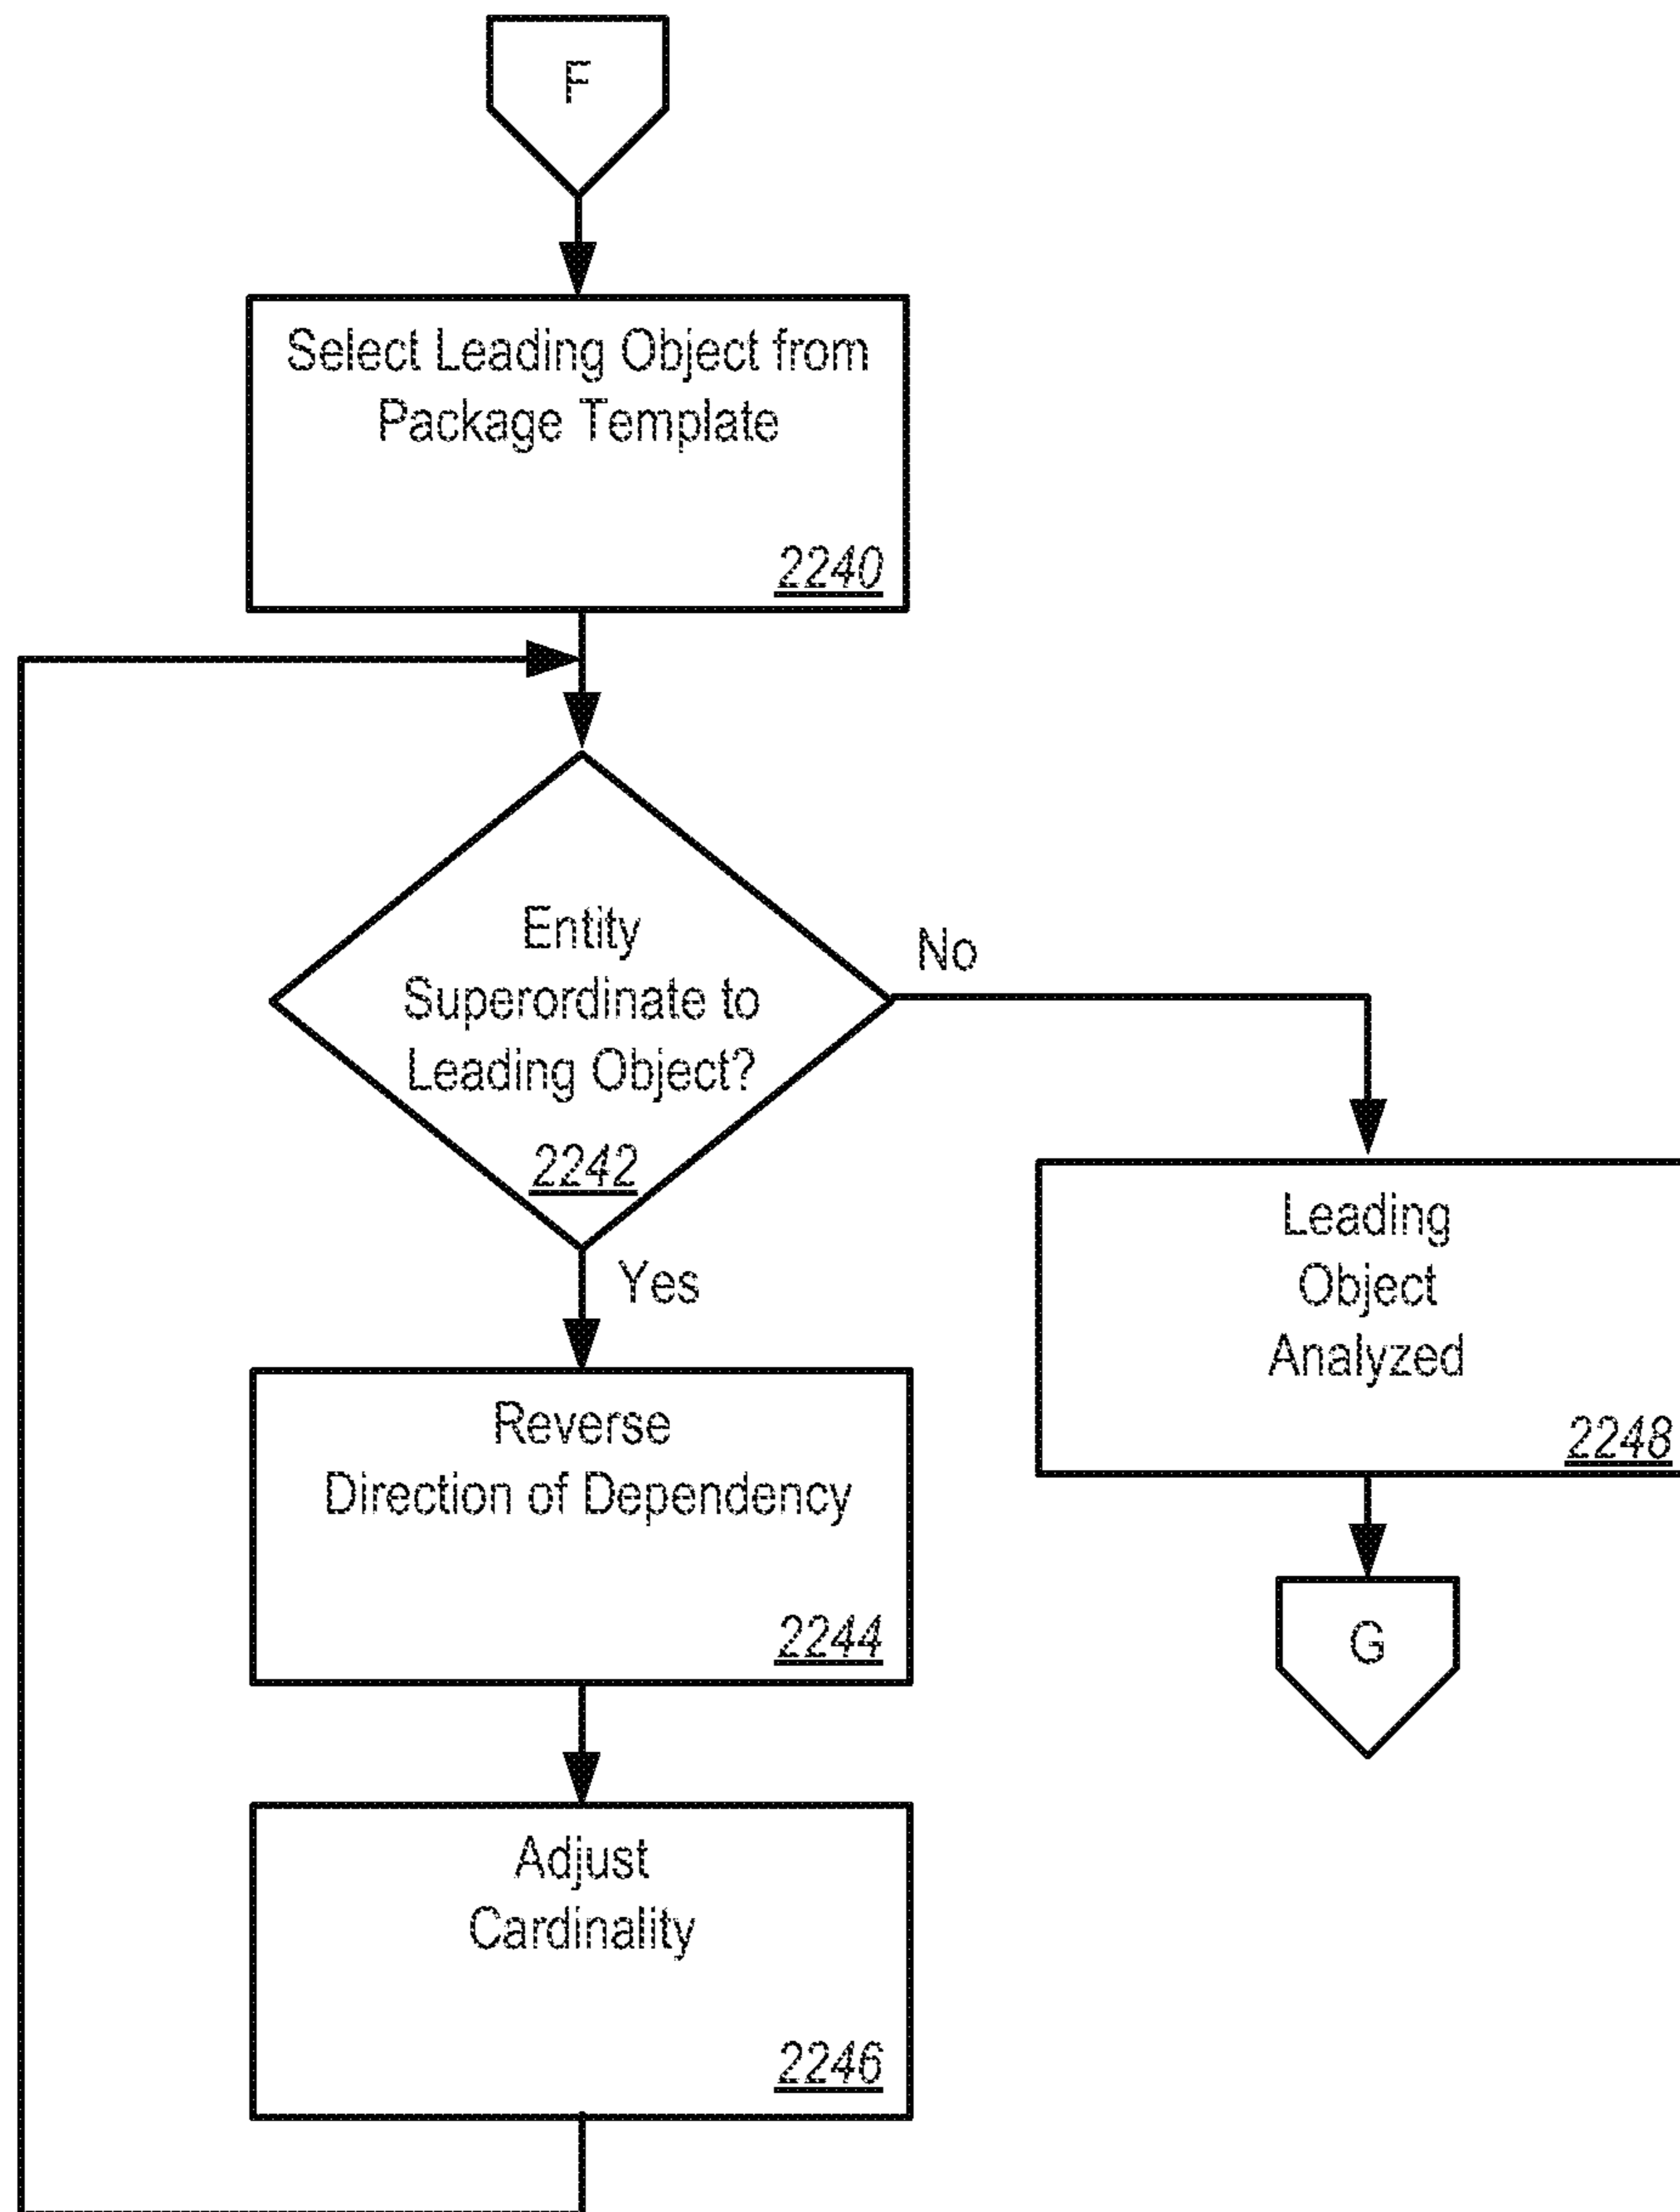 F
Select Leading Object from
Package Template
2240
Entity
Superordinate to
Leading Object?
2242
No
Yes
Leading
Object
Analyzed
2248
Reverse
Direction of Dependency
2244
G
Adjust
Cardinality
2246